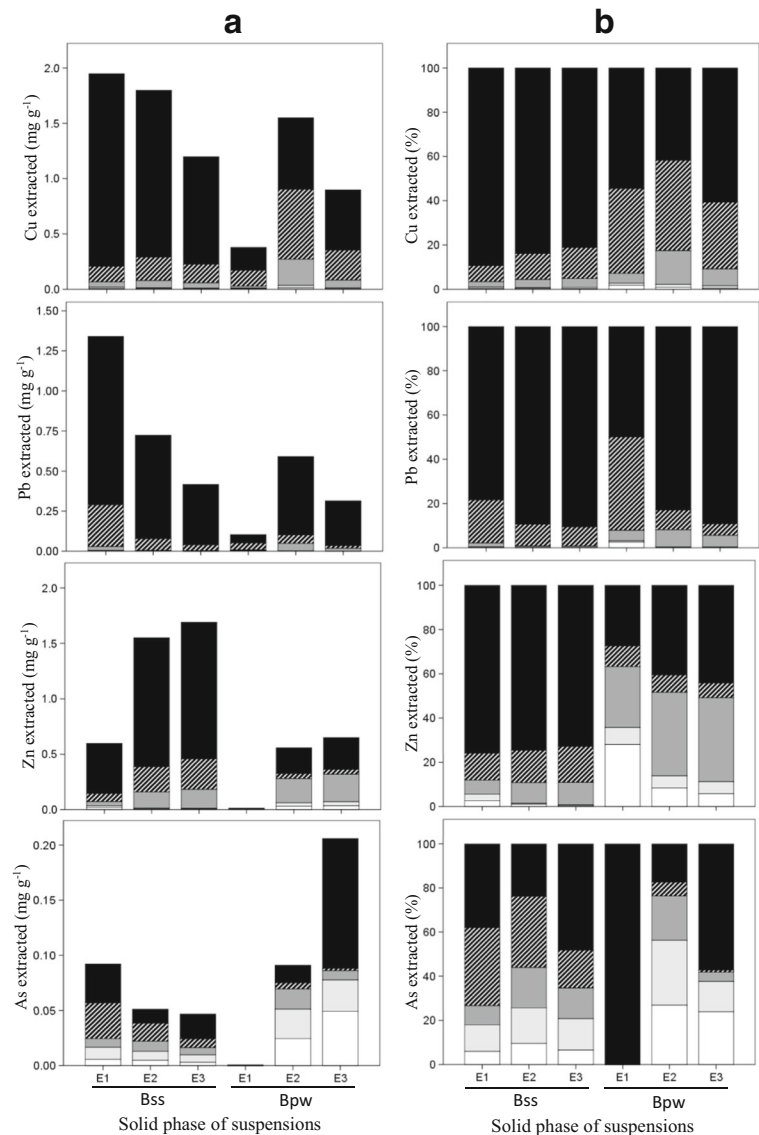 a
b
Cu extracted (mg g-1)
2.0
1.5
1.0
0.5
0.0
Cu extracted (%)
100
80
60
40
20
0
Pb extracted (mg g-1)
1.50
1.25
1.00
0.75
0.50
0.25
0.00
Pb extracted (%)
100
80
60
40
20
0
Zn extracted (mg g-1)
2.0
1.5
1.0
0.5
0.0
Zn extracted (%)
100
80
60
40
20
0
As extracted (mg g-1)
0.20
0.15
0.10
0.05
0.00
As extracted (%)
100
80
60
40
20
0
E1 E2 E3 E1 E2 E3
Bss Bpw
Solid phase of suspensions
E1 E2 E3 E1 E2 E3
Bss Bpw
Solid phase of suspensions